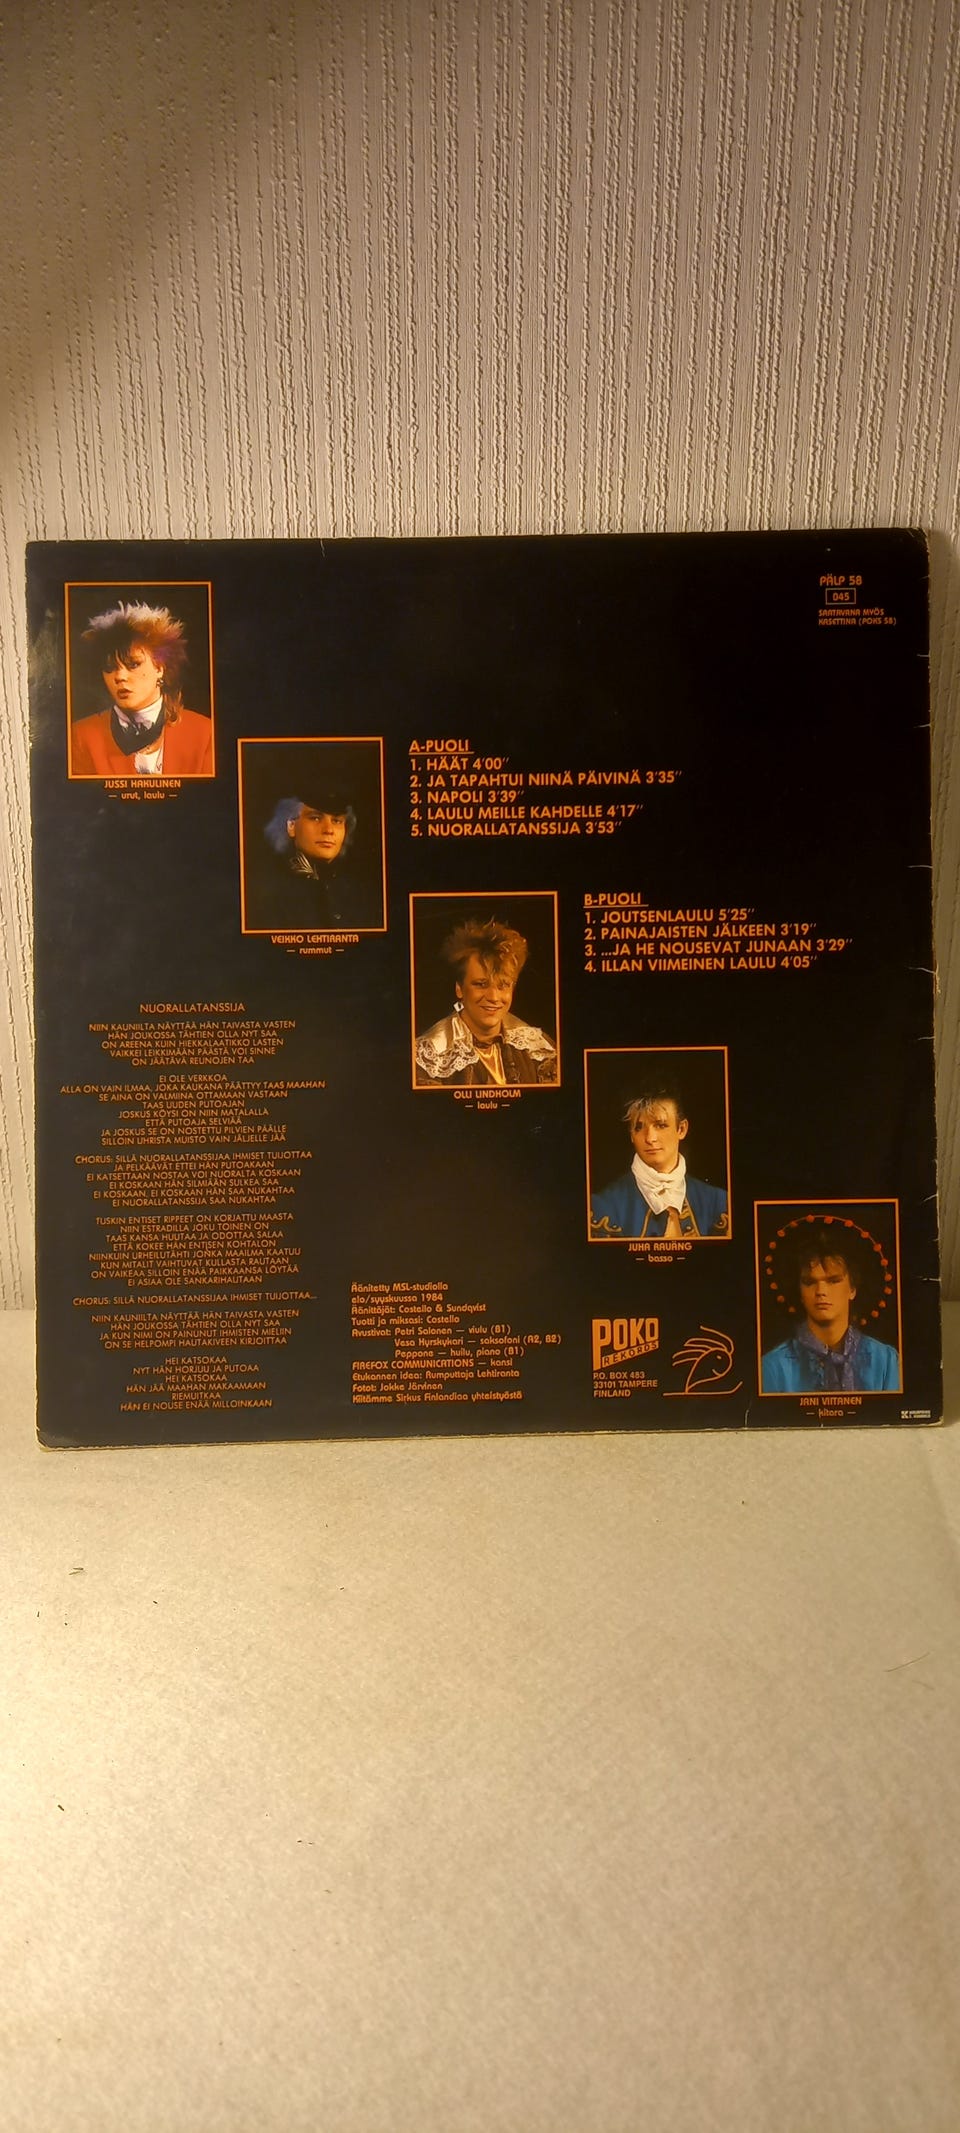 PÄLP 58
045
SAATAVANA MYÖS
KASETTINA (POKS 58)
JUSSI HAKULINEN
— urut, laulu —
VEIKKO LEHTIRANTA
— rummut —
A-PUOLI
1. HÄÄT 4'00''
2. JA TAPAHTUI NIINÄ PÄIVINÄ 3'35''
3. NAPOLI 3'39''
4. LAULU MEILLE KAHDELLE 4'17''
5. NUORALLATANSSIJA 3'53''
B-PUOLI
1. JOUTSENLAULU 5'25''
2. PAINAJAISTEN JÄLKEEN 3'19''
3. ...JA HE NOUSEVAT JUNAAN 3'29''
4. ILLAN VIIMEINEN LAULU 4'05''
OLLI LINDHOLM
— laulu —
JUHA RAUÄNG
— basso —
JANI VIITANEN
— kitara —
NUORALLATANSSIJA
NIIN KAUNIILTA NÄYTTÄÄ HÄN TAIVASTA VASTEN
HÄN JOUKOSSA TÄHTIEN OLLA NYT SAA
ON AREENA KUIN HIEKKALAATIKKO LASTEN
VAIKKEI LEIKKIMÄÄN PÄÄSTÄ VOI SINNE
ON JÄÄTÄVÄ REUNOJEN TAA
EI OLE VERKKOA
ALLA ON VAIN ILMAA, JOKA KAUKANA PÄÄTTYY TAAS MAAHAN
SE AINA ON VALMIINA OTTAMAAN VASTAAN
TAAS UUDEN PUTOAJAN
JOSKUS KÖYSI ON NIIN MATALALLA
ETTÄ PUTOAJA SELVIÄÄ
JA JOSKUS SE ON NOSTETTU PILVIEN PÄÄLLE
SILLOIN UHRISTA MUISTO VAIN JÄLJELLE JÄÄ
CHORUS: SILLÄ NUORALLATANSSIJAA IHMISET TUIJOTTAA
JA PELKÄÄVÄT ETTEI HÄN PUTOAKAAN
EI KATSETTAAN NOSTAA VOI NUORALTA KOSKAAN
EI KOSKAAN HÄN SILMIÄÄN SULKEA SAA
EI KOSKAAN, EI KOSKAAN HÄN SAA NUKAHTAA
EI NUORALLATANSSIJA SAA NUKAHTAA
TUSKIN ENTISET RIPPEET ON KORJATTU MAASTA
NIIN ESTRADILLA JOKU TOINEN ON
TAAS KANSA HUUTAA JA ODOTTAA SALAA
ETTÄ KOKEE HÄN ENTISEN KOHTALON
NIINKUIN URHEILUTÄHTI JONKA MAAILMA KAATUU
KUN MITALIT VAIHTUVAT KULLASTA RAUTAAN
ON VAIKEAA SILLOIN ENÄÄ PAIKKAANSA LÖYTÄÄ
EI ASIAA OLE SANKARIHAUTAAN
CHORUS: SILLÄ NUORALLATANSSIJAA IHMISET TUIJOTTAA...
NIIN KAUNIILTA NÄYTTÄÄ HÄN TAIVASTA VASTEN
HÄN JOUKOSSA TÄHTIEN OLLA NYT SAA
JA KUN NIMI ON PAINUNUT IHMISTEN MIELIIN
ON SE HELPOMPI HAUTAKIVEEN KIRJOITTAA
HEI KATSOKAA
NYT HÄN HORJUU JA PUTOAA
HEI KATSOKAA
HÄN JÄÄ MAAHAN MAKAAMAAN
RIEMUITKAA
HÄN EI NOUSE ENÄÄ MILLOINKAAN
Äänitetty MSL-studiolla
elo/syyskuussa 1984
Äänittäjät: Costello & Sundqvist
Tuotti ja miksasi: Costello
Avustivat: Petri Salonen — viulu (B1)
Vesa Hyrskykari — saksofoni (A2, B2)
Peppone — huilu, piano (B1)
FIREFOX COMMUNICATIONS — kansi
Etukannen idea: Rumputtaja Lehtiranta
Fotot: Jakke Järvinen
Kiitämme Sirkus Finlandiaa yhteistyöstä
POKO
RECORDS
P.O. BOX 483
33101 TAMPERE
FINLAND